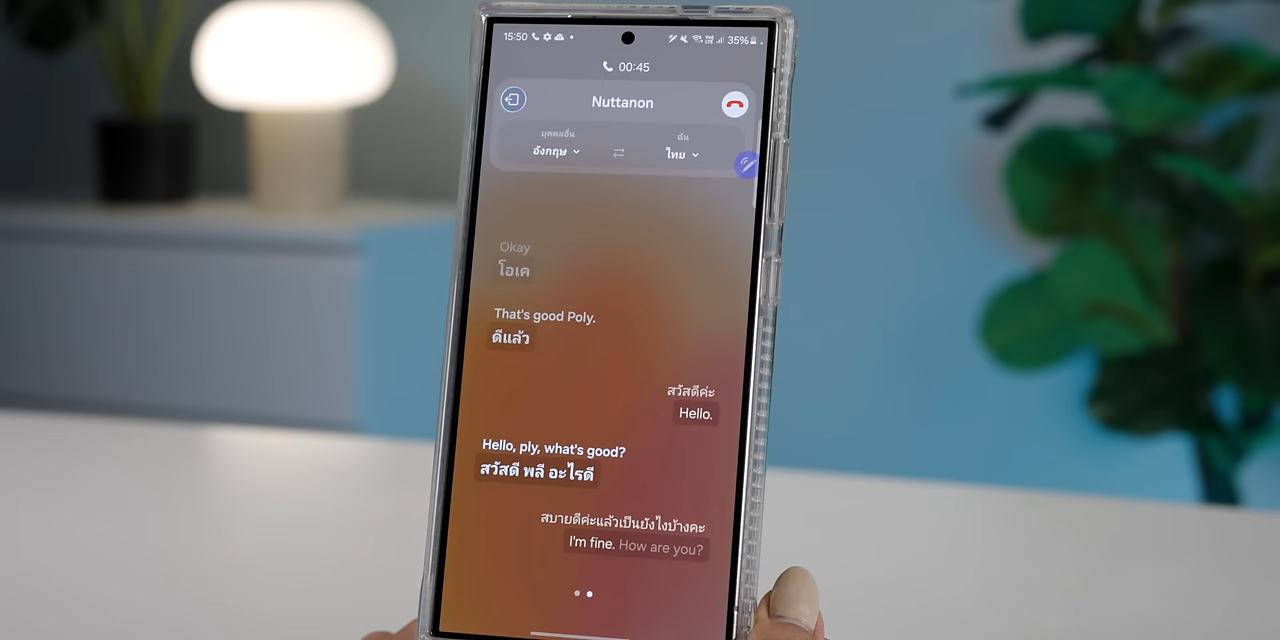 15:50 35%
00:45
Nuttanon
บุคคลอื่น ฉัน
อังกฤษ ไทย
Okay
โอเค
That's good Poly.
ดีแล้ว
สวัสดีค่ะ
Hello.
Hello, ply, what's good?
สวัสดี พลี อะไรดี
สบายดีค่ะแล้วเป็นยังไงบ้างคะ
I'm fine. How are you?